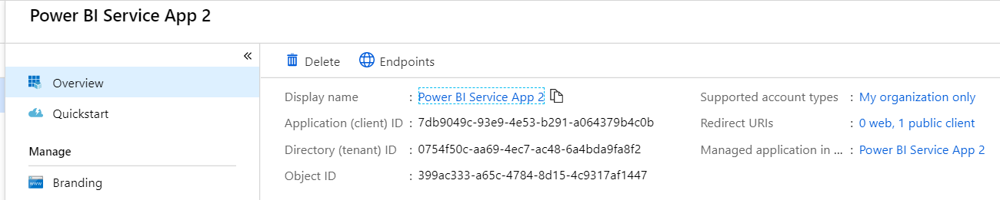 Power BI Service App 2
«
Overview
Quickstart
Manage
Branding
Delete Endpoints
Display name : Power BI Service App 2
Application (client) ID : 7db9049c-93e9-4e53-b291-a064379b4c0b
Directory (tenant) ID : 0754f50c-aa69-4ec7-ac48-6a4bda9fa8f2
Object ID : 399ac333-a65c-4784-8d15-4c9317af1447
Supported account types : My organization only
Redirect URIs : 0 web, 1 public client
Managed application in ... : Power BI Service App 2